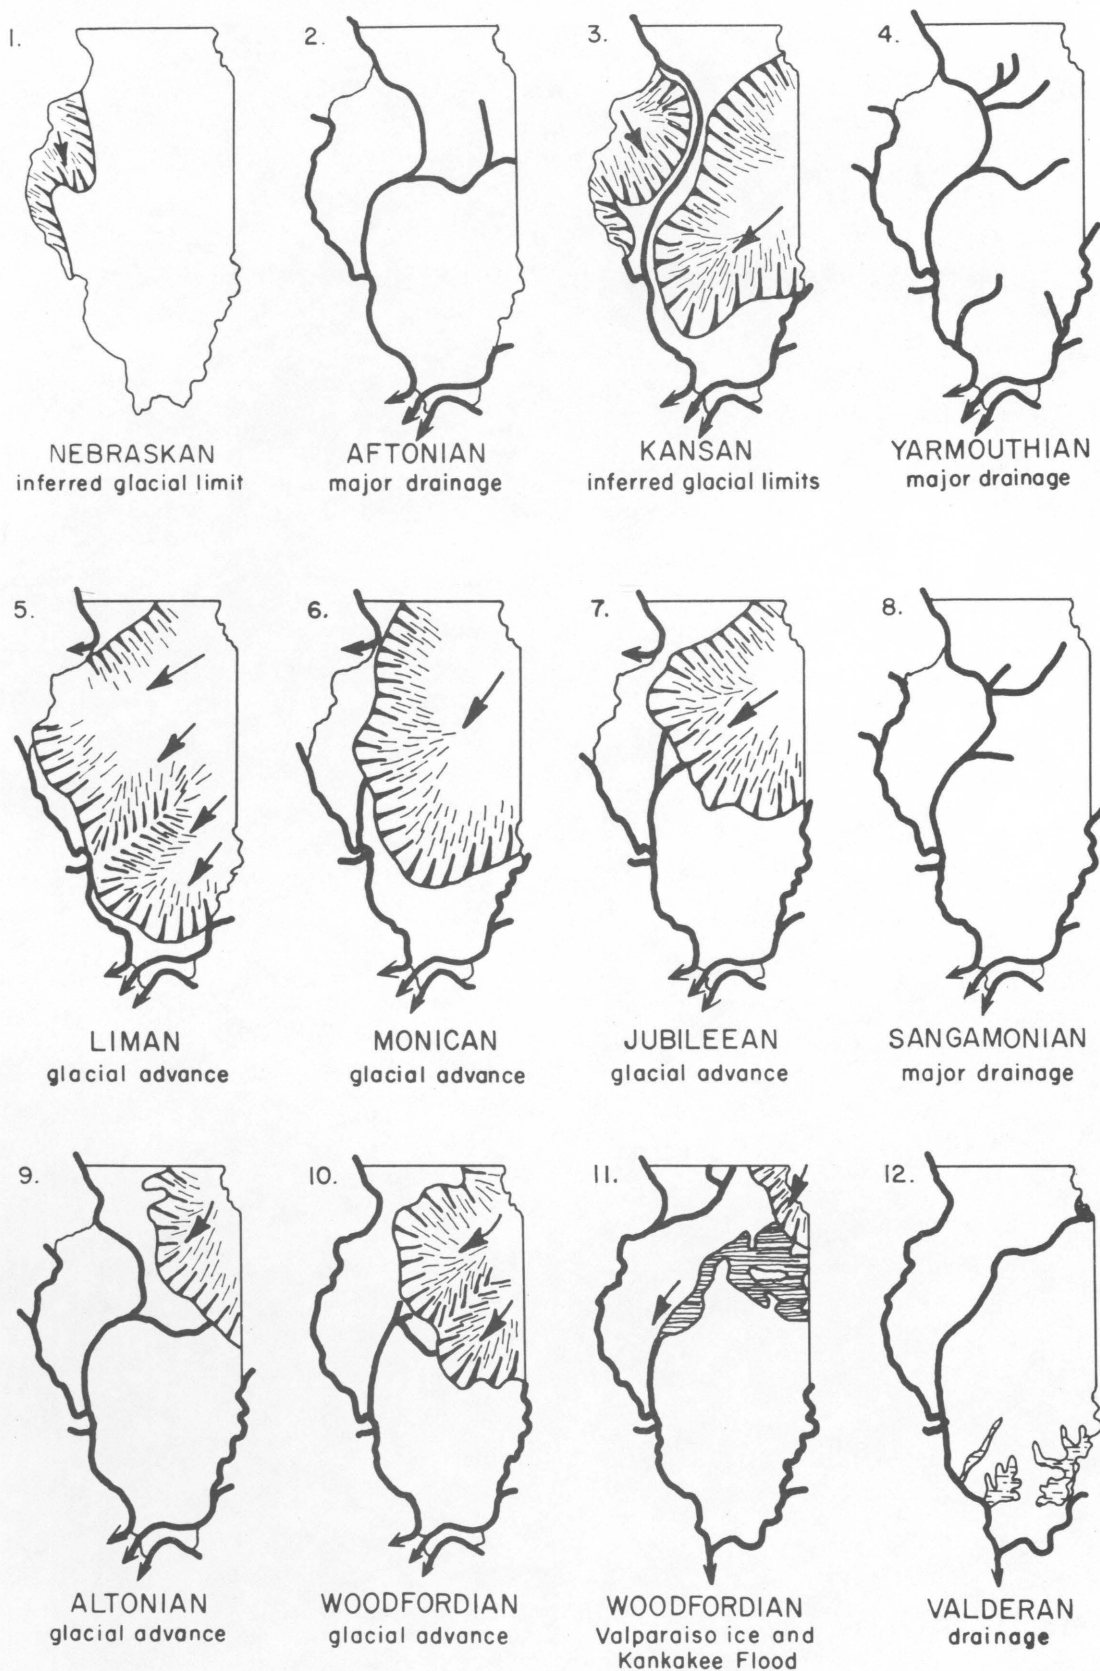 1.
2.
3.
4.
NEBRASKAN
inferred glacial limit
AFTONIAN
major drainage
KANSAN
inferred glacial limits
YARMOUTHIAN
major drainage
5.
6.
7.
8.
LIMAN
glacial advance
MONICAN
glacial advance
JUBILEEAN
glacial advance
SANGAMONIAN
major drainage
9.
10.
11.
12.
ALTONIAN
glacial advance
WOODFORDIAN
glacial advance
WOODFORDIAN
Valparaiso ice and
Kankakee Flood
VALDERAN
drainage